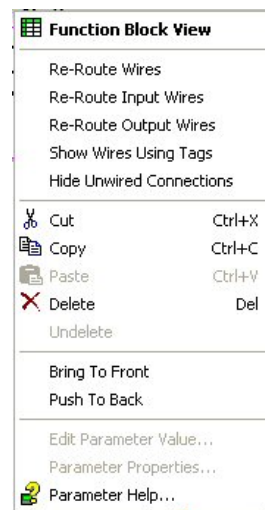 Function Block View
Re-Route Wires
Re-Route Input Wires
Re-Route Output Wires
Show Wires Using Tags
Hide Unwired Connections
Cut Ctrl+X
Copy Ctrl+C
Paste Ctrl+V
Delete Del
Undelete
Bring To Front
Push To Back
Edit Parameter Value...
Parameter Properties...
Parameter Help...